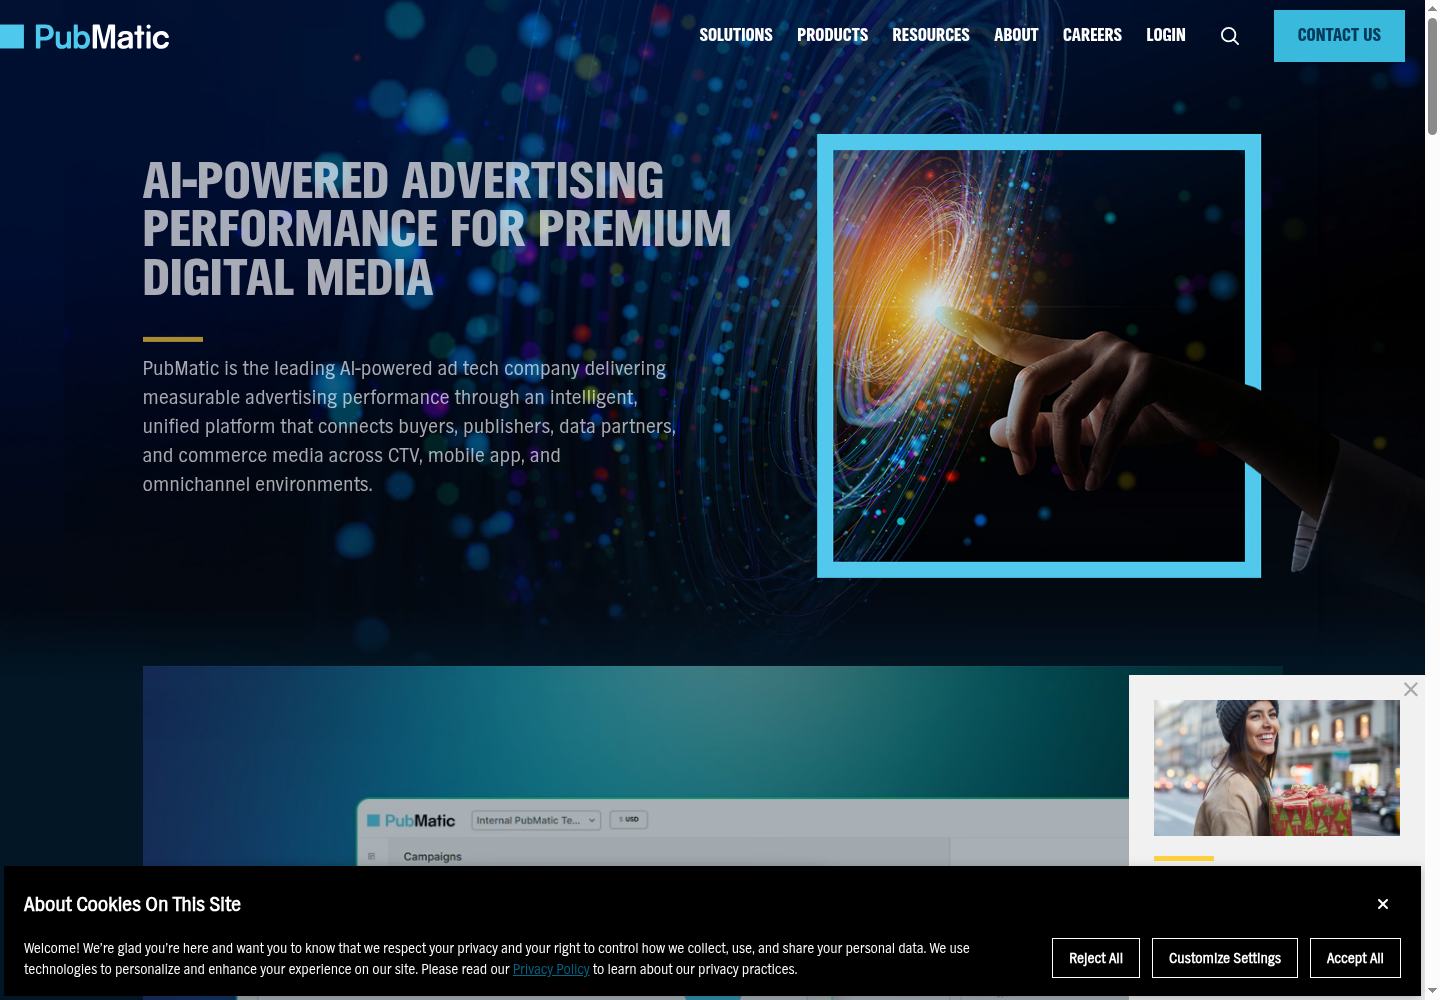 PubMatic
SOLUTIONS PRODUCTS RESOURCES ABOUT CAREERS LOGIN CONTACT US
AI-POWERED ADVERTISING
PERFORMANCE FOR PREMIUM
DIGITAL MEDIA
PubMatic is the leading AI-powered ad tech company delivering
measurable advertising performance through an intelligent,
unified platform that connects buyers, publishers, data partners,
and commerce media across CTV, mobile app, and
omnichannel environments.
PubMatic Internal PubMatic Te... $ USD
Campaigns
About Cookies On This Site
Welcome! We're glad you're here and want you to know that we respect your privacy and your right to control how we collect, use, and share your personal data. We use
technologies to personalize and enhance your experience on our site. Please read our Privacy Policy to learn about our privacy practices.
Reject All Customize Settings Accept All